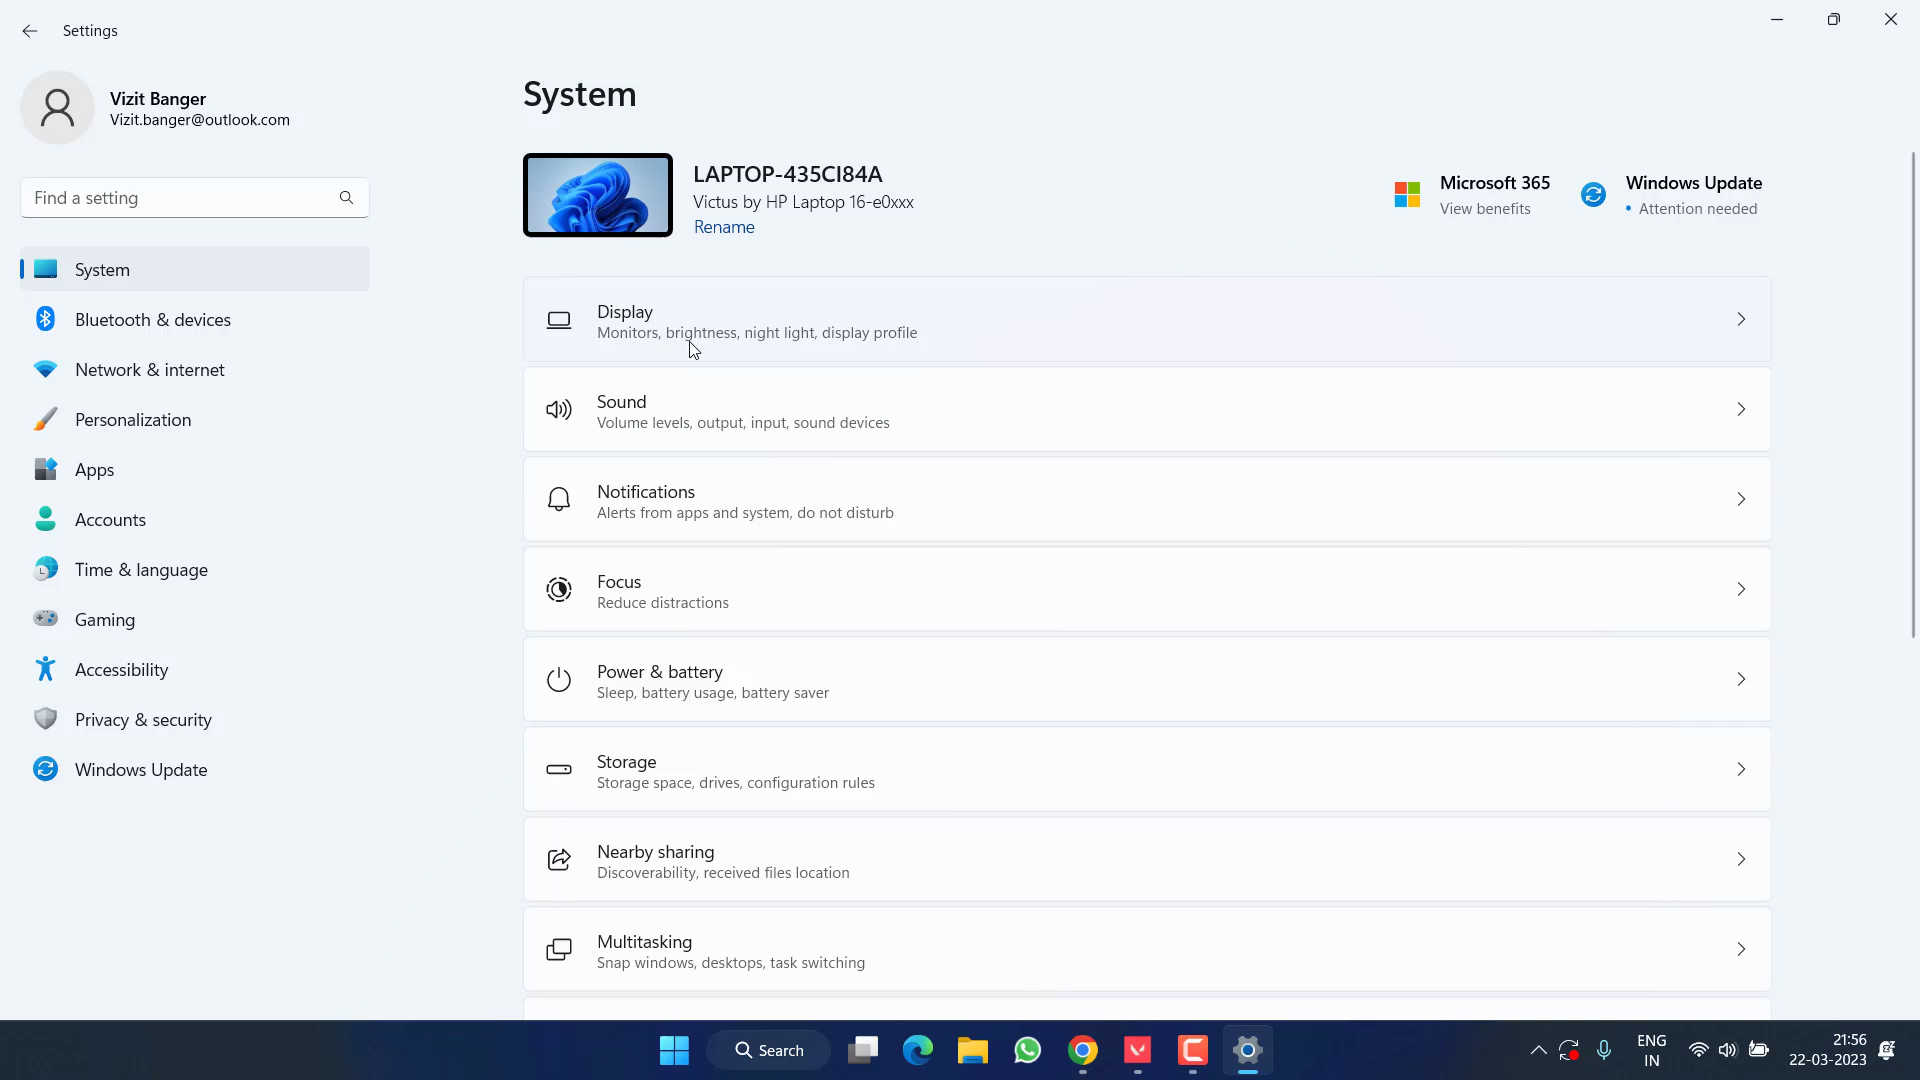 Settings
Vizit Banger
Vizit.banger@outlook.com
Find a setting
System
Bluetooth & devices
Network & internet
Personalization
Apps
Accounts
Time & language
Gaming
Accessibility
Privacy & security
Windows Update
System
LAPTOP-435CI84A
Victus by HP Laptop 16-e0xxx
Rename
Microsoft 365
View benefits
Windows Update
• Attention needed
Display
Monitors, brightness, night light, display profile
Sound
Volume levels, output, input, sound devices
Notifications
Alerts from apps and system, do not disturb
Focus
Reduce distractions
Power & battery
Sleep, battery usage, battery saver
Storage
Storage space, drives, configuration rules
Nearby sharing
Discoverability, received files location
Multitasking
Snap windows, desktops, task switching
Search
ENG
IN
21:56
22-03-2023